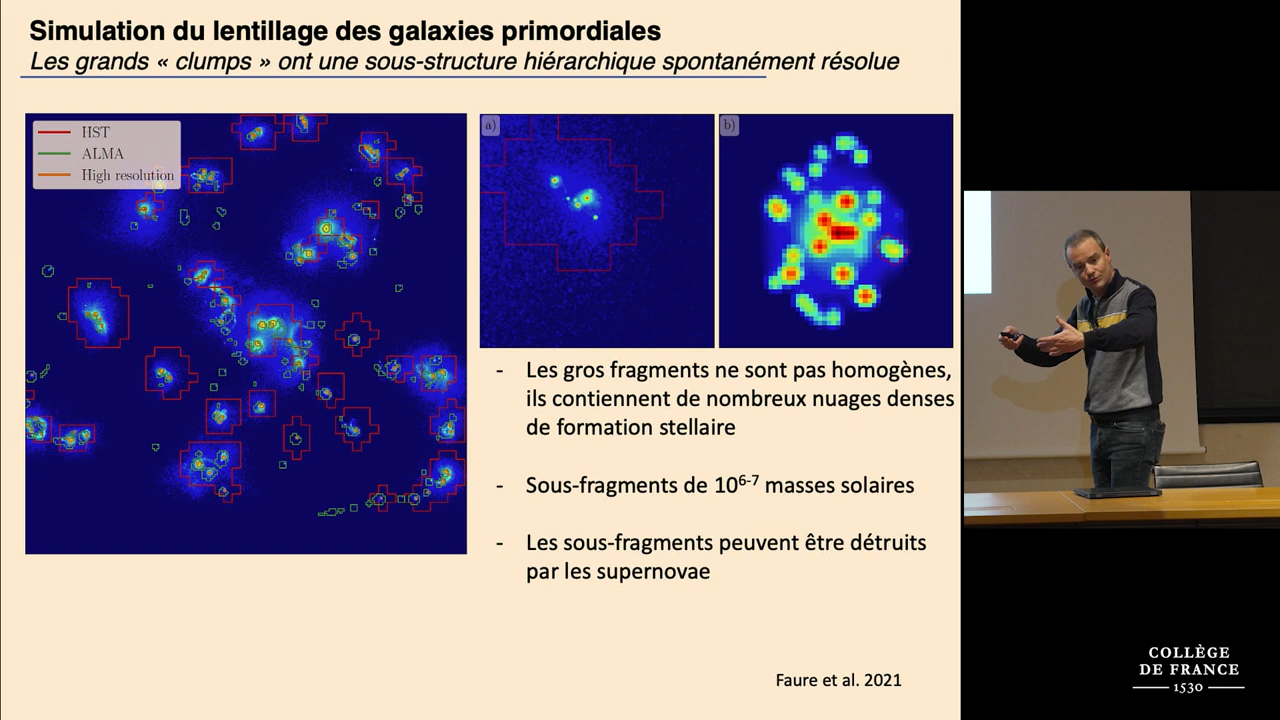 Simulation du lentillage des galaxies primordiales
Les grands « clumps » ont une sous-structure hiérarchique spontanément résolue
HST
ALMA
High resolution
a)
b)
- Les gros fragments ne sont pas homogènes,
ils contiennent de nombreux nuages denses
de formation stellaire
- Sous-fragments de 10⁶⁻⁷ masses solaires
- Les sous-fragments peuvent être détruits
par les supernovae
Faure et al. 2021
COLLÈGE
DE FRANCE
1530